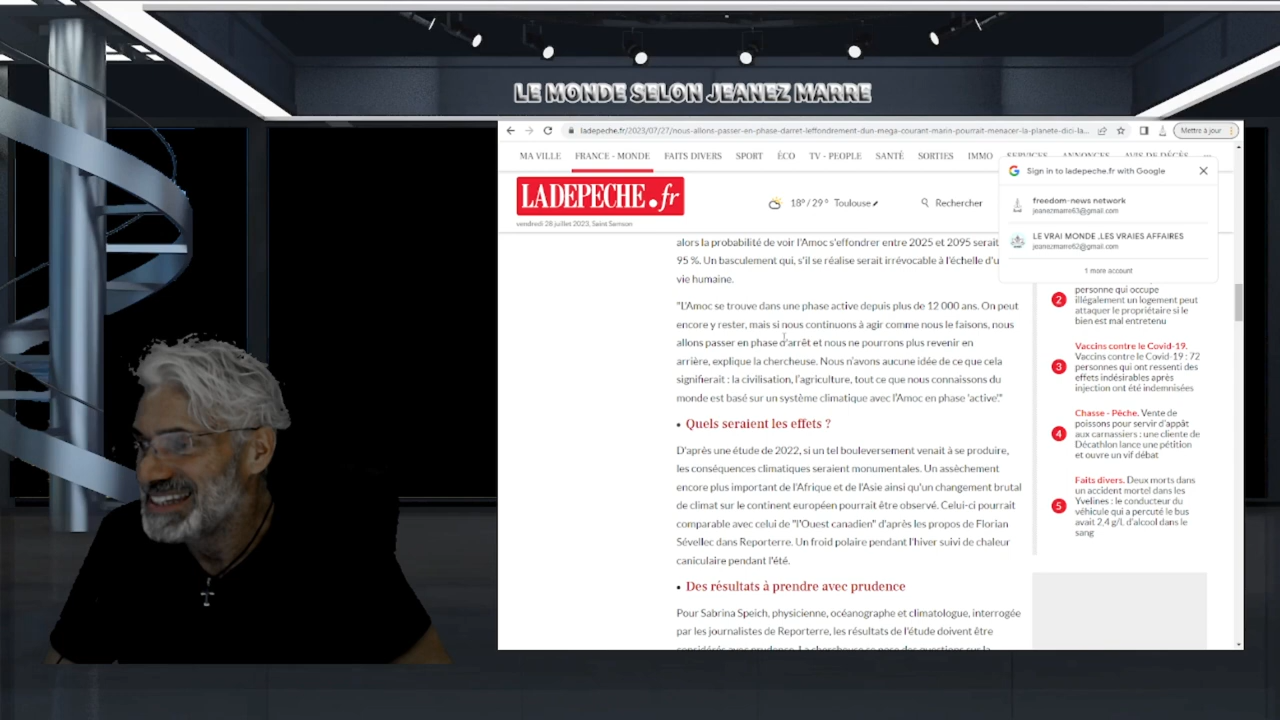 LE MONDE SELON JEANEZ MARRE
ladepeche.fr/2023/07/27/nous-allons-passer-en-phase-darret-leffondrement-dun-mega-courant-marin-pourrait-menacer-la-planete-dici-la...
Mettre à jour
MA VILLE FRANCE - MONDE FAITS DIVERS SPORT ÉCO TV - PEOPLE SANTÉ SORTIES IMMO SERVICES ANNONCES AVIS DE DÉCÈS ...
LADEPECHE.fr
vendredi 28 juillet 2023, Saint Samson
18° / 29° Toulouse
Rechercher
Sign in to ladepeche.fr with Google
freedom-news network
jeanezmarre63@gmail.com
LE VRAI MONDE ,LES VRAIES AFFAIRES
jeanezmarre62@gmail.com
1 more account
alors la probabilité de voir l'Amoc s'effondrer entre 2025 et 2095 serait
95 %. Un basculement qui, s'il se réalise serait irrévocable à l'échelle
vie humaine.
"L'Amoc se trouve dans une phase active depuis plus de 12 000 ans. On peut
encore y rester, mais si nous continuons à agir comme nous le faisons, nous
allons passer en phase d'arrêt et nous ne pourrons plus revenir en
arrière, explique la chercheuse. Nous n'avons aucune idée de ce que cela
signifierait : la civilisation, l'agriculture, tout ce que nous connaissons du
monde est basé sur un système climatique avec l'Amoc en phase 'active'."
• Quels seraient les effets ?
D'après une étude de 2022, si un tel bouleversement venait à se produire,
les conséquences climatiques seraient monumentales. Un assèchement
encore plus important de l'Afrique et de l'Asie ainsi qu'un changement brutal
de climat sur le continent européen pourrait être observé. Celui-ci pourrait
comparable avec celui de "l'Ouest canadien" d'après les propos de Florian
Sévellec dans Reporterre. Un froid polaire pendant l'hiver suivi de chaleur
caniculaire pendant l'été.
• Des résultats à prendre avec prudence
Pour Sabrina Speich, physicienne, océanographe et climatologue, interrogée
par les journalistes de Reporterre, les résultats de l'étude doivent être
considérés avec prudence. La chercheuse se pose des questions sur la
2 personne qui occupe
illégalement un logement peut
attaquer le propriétaire si le
bien est mal entretenu
3 Vaccins contre le Covid-19.
Vaccins contre le Covid-19 : 72
personnes qui ont ressenti des
effets indésirables après
injection ont été indemnisées
4 Chasse - Pêche. Vente de
poissons pour servir d'appât
aux carnassiers : une cliente de
Décathlon lance une pétition
et ouvre un vif débat
5 Faits divers. Deux morts dans
un accident mortel dans les
Yvelines : le conducteur du
véhicule qui a percuté le bus
avait 2,4 g/L d'alcool dans le
sang